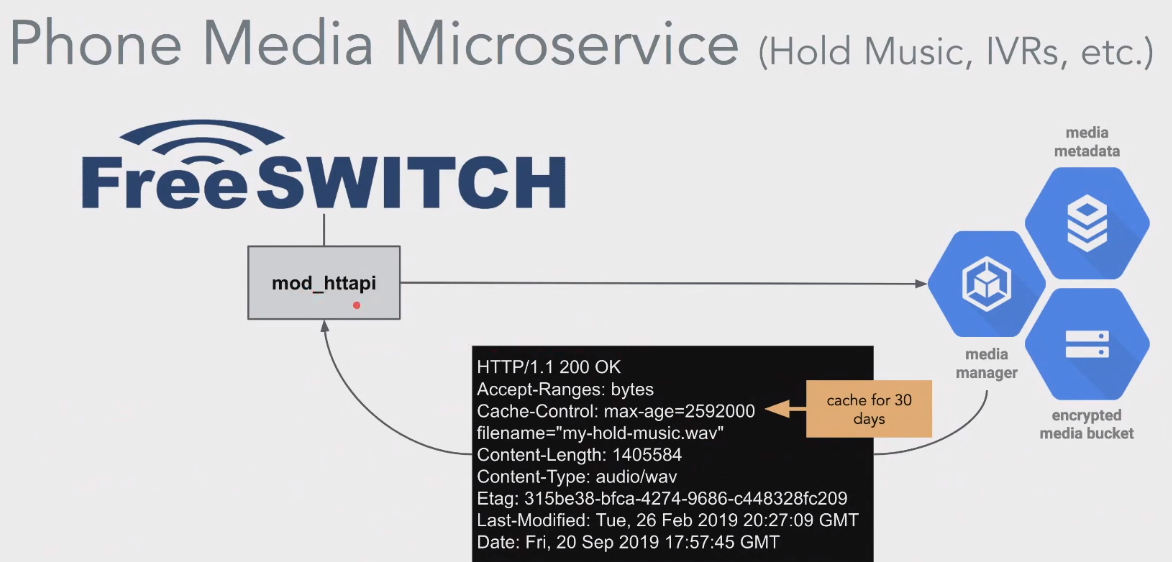 Phone Media Microservice (Hold Music, IVRs, etc.)
FreeSWITCH
mod_httapi
media
metadata
media
manager
encrypted
media bucket
HTTP/1.1 200 OK
Accept-Ranges: bytes
Cache-Control: max-age=2592000
filename="my-hold-music.wav"
Content-Length: 1405584
Content-Type: audio/wav
Etag: 315be38-bfca-4274-9686-c448328fc209
Last-Modified: Tue, 26 Feb 2019 20:27:09 GMT
Date: Fri, 20 Sep 2019 17:57:45 GMT
cache for 30
days